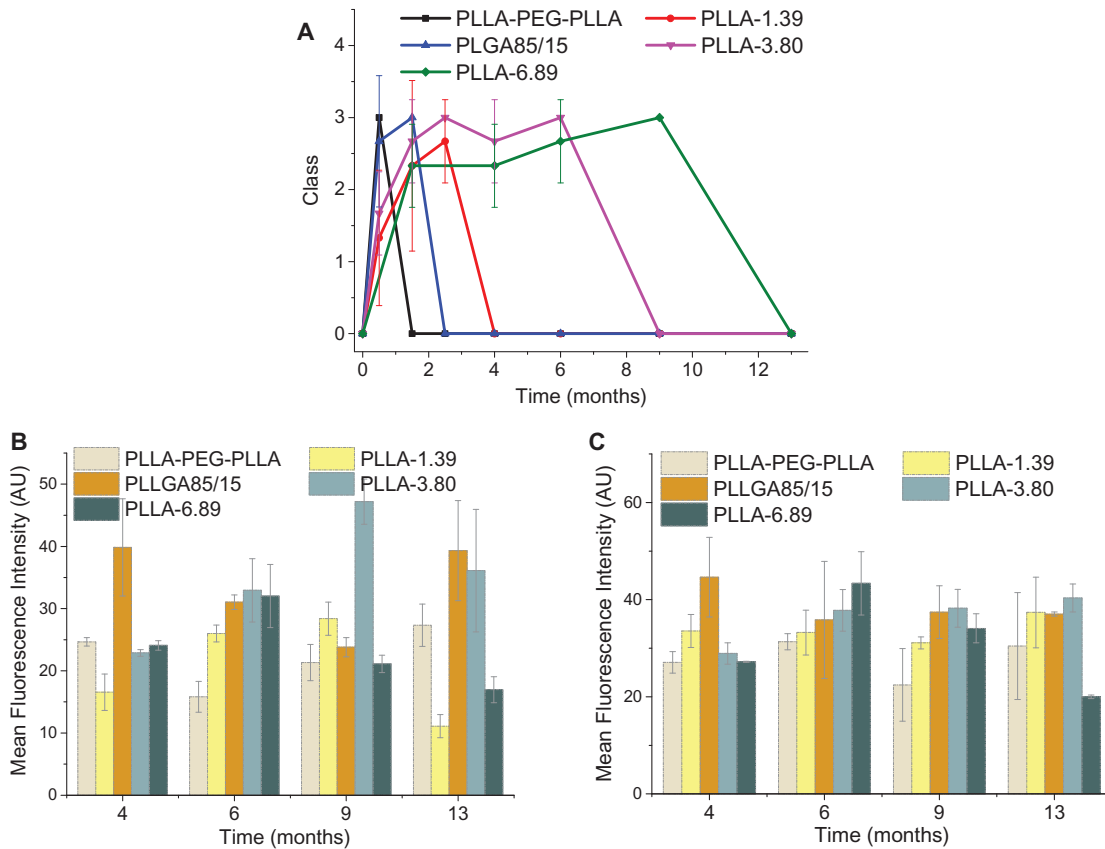 A
PLLA-PEG-PLLA
PLLA-1.39
PLGA85/15
PLLA-3.80
PLLA-6.89
4
3
2
1
0
Class
0 2 4 6 8 10 12
Time (months)
B
PLLA-PEG-PLLA
PLLA-1.39
PLLGA85/15
PLLA-3.80
PLLA-6.89
50
40
30
20
10
0
Mean Fluorescence Intensity (AU)
4 6 9 13
Time (months)
C
PLLA-PEG-PLLA
PLLA-1.39
PLLGA85/15
PLLA-3.80
PLLA-6.89
60
40
20
0
Mean Fluorescence Intensity (AU)
4 6 9 13
Time (months)